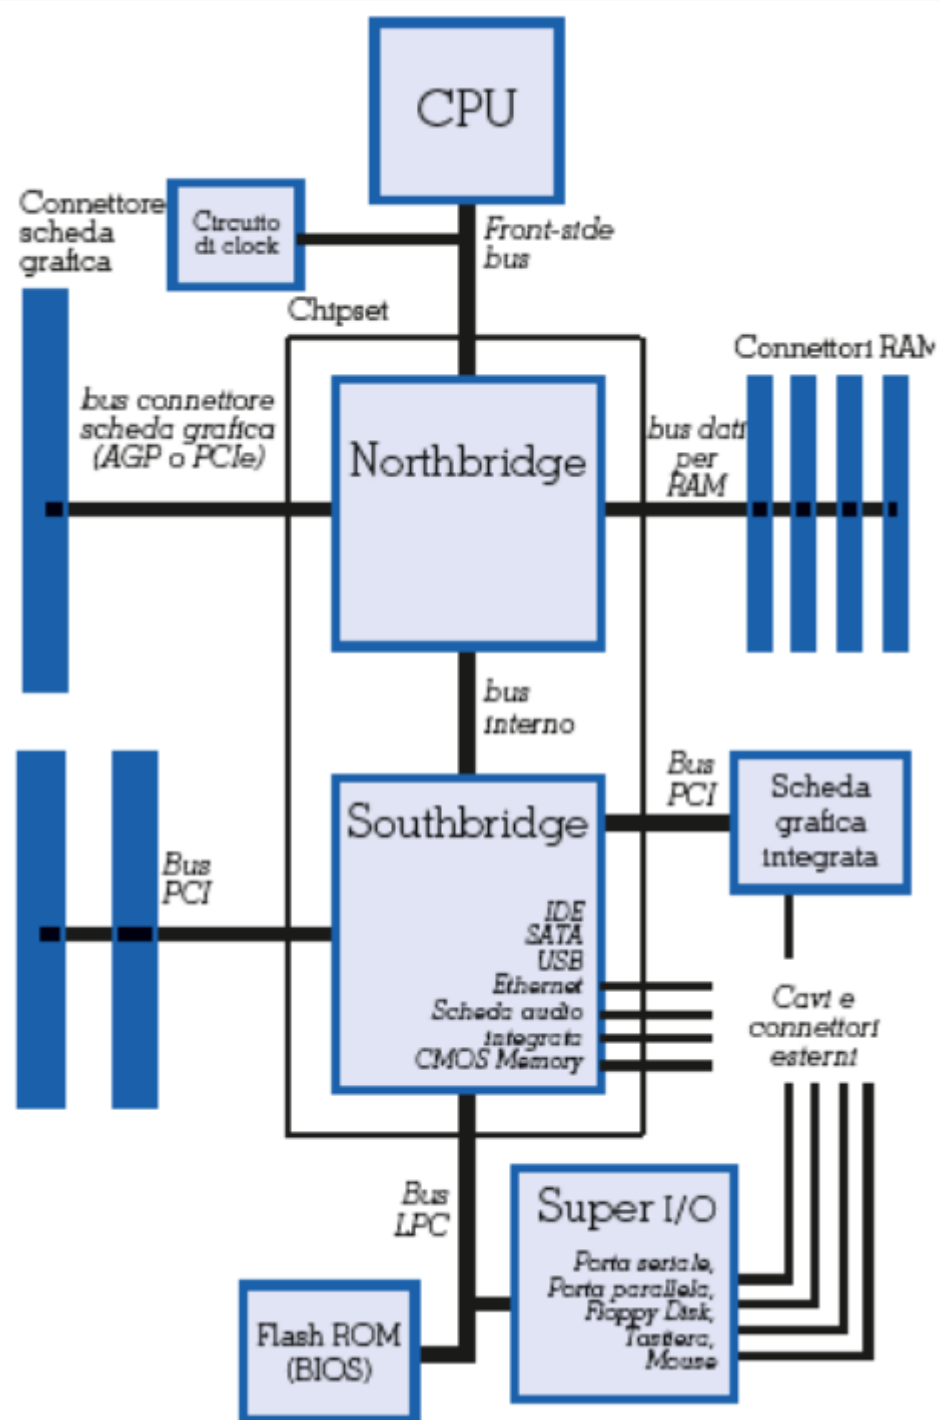 CPU
Connettore
scheda
grafica
Circuito
di clock
Front-side
bus
Chipset
Connettori RAM
bus connettore
scheda grafica
(AGP o PCIe)
Northbridge
bus dati
per
RAM
bus
interno
Bus
PCI
Scheda
grafica
integrata
Southbridge
Bus
PCI
IDE
SATA
USB
Ethernet
Scheda audio
integrata
CMOS Memory
Cavi e
connettori
esterni
Bus
LPC
Super I/O
Porta seriale,
Porta parallela,
Floppy Disk,
Tastiera,
Mouse
Flash ROM
(BIOS)